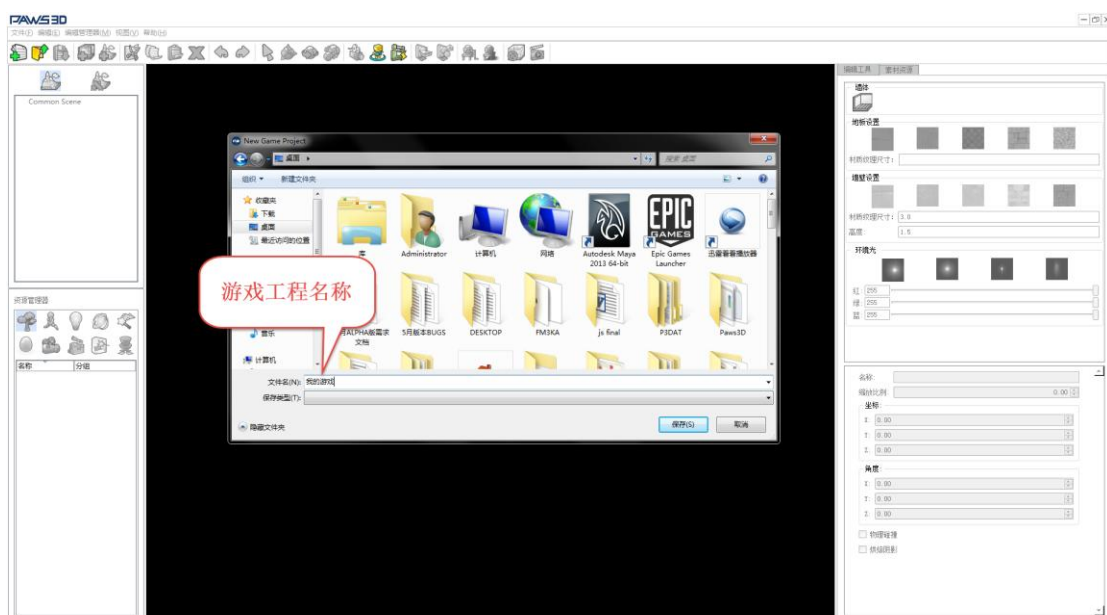 PAWS3D
文件(F) 编辑(E) 编辑管理器(M) 视图(V) 帮助(H)
Common Scene
New Game Project
桌面
搜索 桌面
组织 新建文件夹
收藏夹
下载
桌面
最近访问的位置
库
Administrator
计算机
网络
Autodesk Maya
2013 64-bit
Epic Games
Launcher
迅雷看看播放器
游戏工程名称
音乐
计算机
ALPHA版需求
文档
5月版本BUGS
DESKTOP
FM3KA
js final
P3DAT
Paws3D
文件名(N): 我的游戏
保存类型(T):
隐藏文件夹
保存(S)
取消
资源管理器
名称 分组
编辑工具 素材资源
墙体
地板设置
材质纹理尺寸:
墙壁设置
材质纹理尺寸: 3.0
高度: 1.5
环境光
红 255
绿 255
蓝 255
名称:
缩放比例: 0.00
坐标:
X: 0.00
Y: 0.00
Z: 0.00
角度:
X: 0.00
Y: 0.00
Z: 0.00
物理碰撞
烘焙阴影